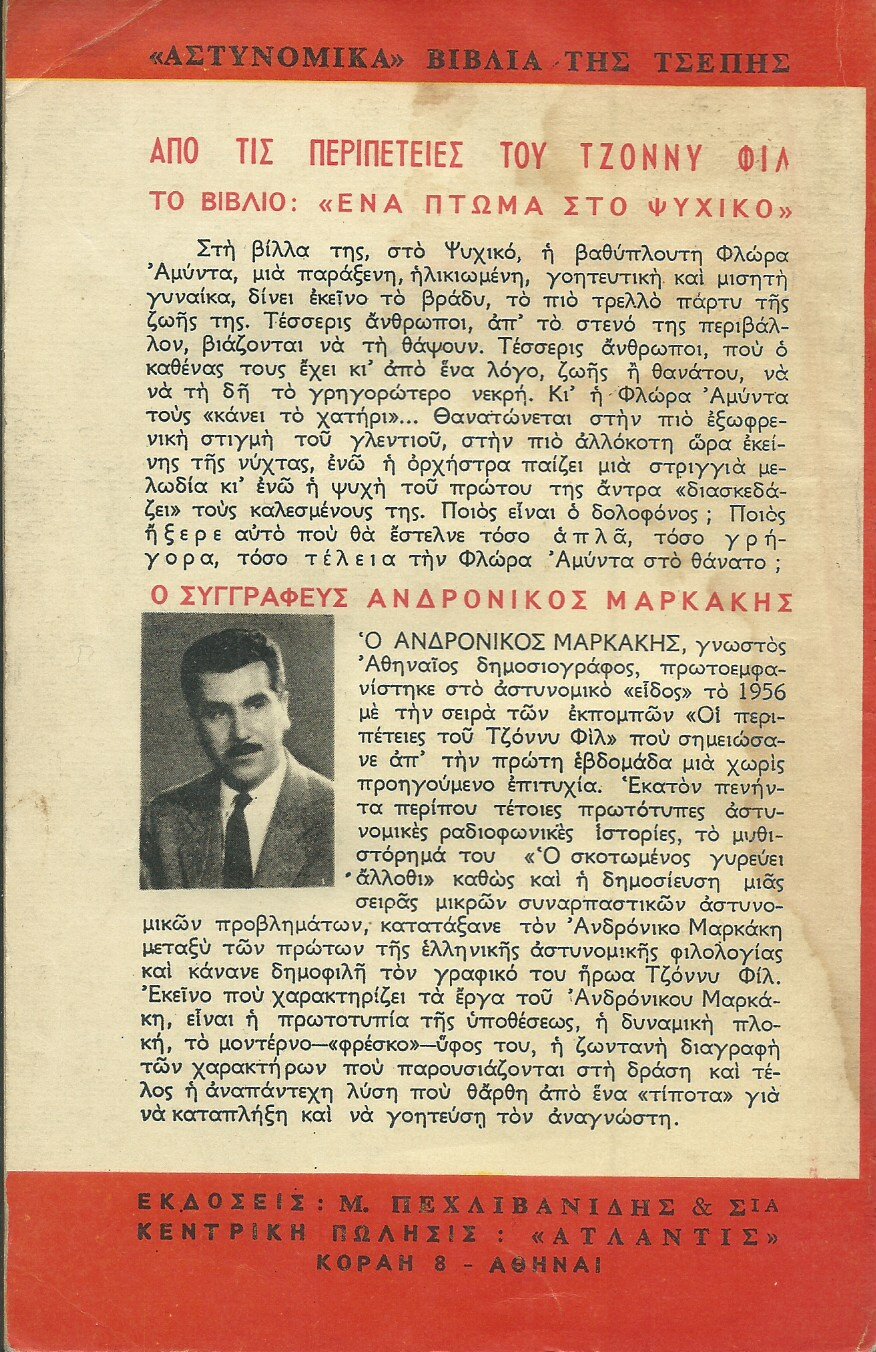 «ΑΣΤΥΝΟΜΙΚΑ» ΒΙΒΛΙΑ ΤΗΣ ΤΣΕΠΗΣ
ΑΠΟ ΤΙΣ ΠΕΡΙΠΕΤΕΙΕΣ ΤΟΥ ΤΖΟΝΝΥ ΦΙΛ
ΤΟ ΒΙΒΛΙΟ: «ΕΝΑ ΠΤΩΜΑ ΣΤΟ ΨΥΧΙΚΟ»
Στὴ βίλλα της, στὸ Ψυχικό, ἡ βαθύπλουτη Φλώρα
Ἀμύντα, μιὰ παράξενη, ἡλικιωμένη, γοητευτικὴ καὶ μισητὴ
γυναίκα, δίνει ἐκεῖνο τὸ βράδυ, τὸ πιὸ τρελλὸ πάρτυ τῆς
ζωῆς της. Τέσσερις ἄνθρωποι, ἀπ' τὸ στενό της περιβάλ-
λον, βιάζονται νὰ τὴ θάψουν. Τέσσερις ἄνθρωποι, ποὺ ὁ
καθένας τους ἔχει κι' ἀπὸ ἕνα λόγο, ζωῆς ἢ θανάτου, νὰ
νὰ τὴ δῆ τὸ γρηγορώτερο νεκρή. Κι' ἡ Φλώρα Ἀμύντα
τοὺς «κάνει τὸ χατήρι»... Θανατώνεται στὴν πιὸ ἐξωφρε-
νικὴ στιγμὴ τοῦ γλεντιοῦ, στὴν πιὸ ἀλλόκοτη ὥρα ἐκεί-
νης τῆς νύχτας, ἐνῶ ἡ ὀρχήστρα παίζει μιὰ στριγγιὰ με-
λωδία κι' ἐνῶ ἡ ψυχὴ τοῦ πρώτου της ἄντρα «διασκεδά-
ζει» τοὺς καλεσμένους της. Ποιὸς εἶναι ὁ δολοφόνος ; Ποιὸς
ἤξερε αὐτὸ ποὺ θὰ ἔστελνε τόσο ἁπλᾶ, τόσο γρή-
γορα, τόσο τέλεια τὴν Φλώρα Ἀμύντα στὸ θάνατο ;
Ο ΣΥΓΓΡΑΦΕΥΣ ΑΝΔΡΟΝΙΚΟΣ ΜΑΡΚΑΚΗΣ
Ὁ ΑΝΔΡΟΝΙΚΟΣ ΜΑΡΚΑΚΗΣ, γνωστὸς
Ἀθηναῖος δημοσιογράφος, πρωτοεμφα-
νίστηκε στὸ ἀστυνομικὸ «εἶδος» τὸ 1956
μὲ τὴν σειρὰ τῶν ἐκπομπῶν «Οἱ περι-
πέτειες τοῦ Τζόννυ Φὶλ» ποὺ σημειώσα-
νε ἀπ' τὴν πρώτη ἑβδομάδα μιὰ χωρὶς
προηγούμενο ἐπιτυχία. Ἑκατὸν πενήν-
τα περίπου τέτοιες πρωτότυπες ἀστυ-
νομικὲς ραδιοφωνικὲς ἱστορίες, τὸ μυθι-
στόρημά του «Ὁ σκοτωμένος γυρεύει
ἄλλοθι» καθὼς καὶ ἡ δημοσίευση μιᾶς
σειρᾶς μικρῶν συναρπαστικῶν ἀστυνο-
μικῶν προβλημάτων, κατατάξανε τὸν Ἀνδρόνικο Μαρκάκη
μεταξὺ τῶν πρώτων τῆς ἑλληνικῆς ἀστυνομικῆς φιλολογίας
καὶ κάνανε δημοφιλῆ τὸν γραφικό του ἥρωα Τζόννυ Φίλ.
Ἐκεῖνο ποὺ χαρακτηρίζει τὰ ἔργα τοῦ Ἀνδρόνικου Μαρκά-
κη, εἶναι ἡ πρωτοτυπία τῆς ὑποθέσεως, ἡ δυναμικὴ πλο-
κή, τὸ μοντέρνο—«φρέσκο»—ὕφος του, ἡ ζωντανὴ διαγραφὴ
τῶν χαρακτήρων ποὺ παρουσιάζονται στὴ δράση καὶ τέ-
λος ἡ ἀναπάντεχη λύση ποὺ θἄρθη ἀπὸ ἕνα «τίποτα» γιὰ
νὰ καταπλήξη καὶ νὰ γοητεύσῃ τὸν ἀναγνώστη.
ΕΚΔΟΣΕΙΣ: Μ. ΠΕΧΛΙΒΑΝΙΔΗΣ & ΣΙΑ
ΚΕΝΤΡΙΚΗ ΠΩΛΗΣΙΣ : «ΑΤΛΑΝΤΙΣ»
ΚΟΡΑΗ 8 - ΑΘΗΝΑΙ